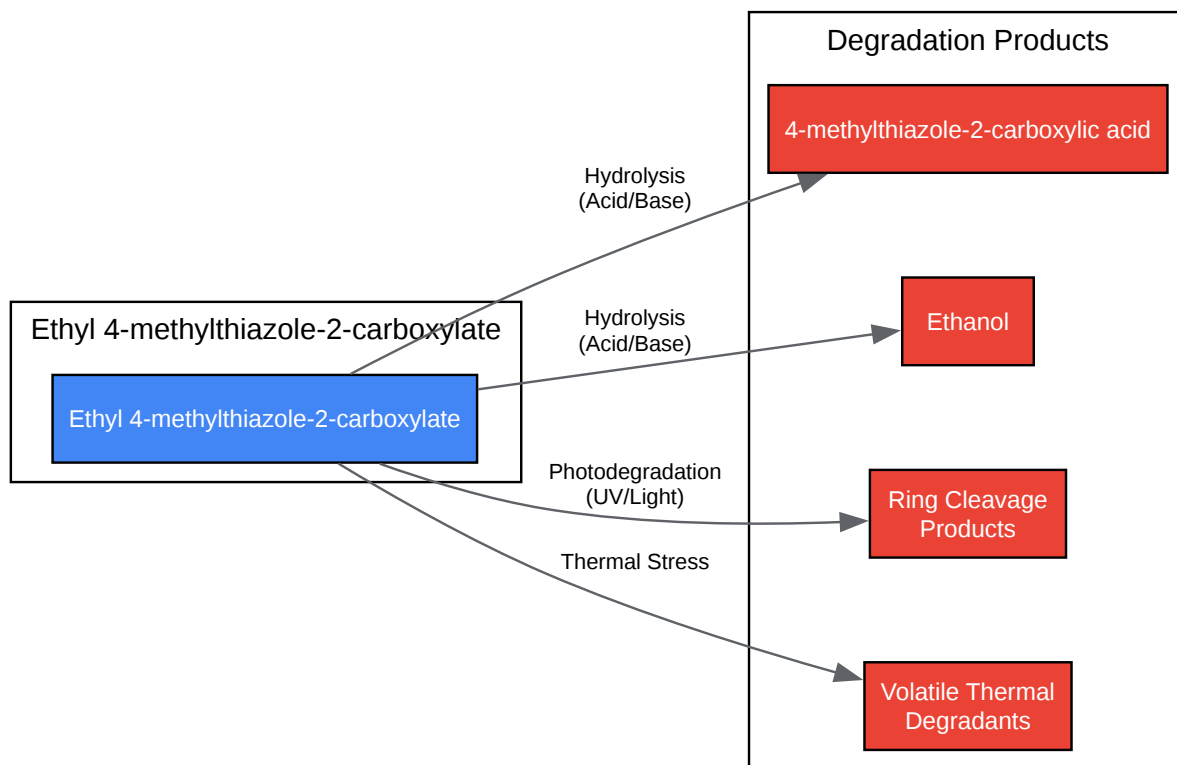 Degradation Products
4-methylthiazole-2-carboxylic acid
Hydrolysis
(Acid/Base)
Ethanol
Hydrolysis
(Acid/Base)
Ethyl 4-methylthiazole-2-carboxylate
Ethyl 4-methylthiazole-2-carboxylate
Photodegradation
(UV/Light)
Ring Cleavage
Products
Thermal Stress
Volatile Thermal
Degradants